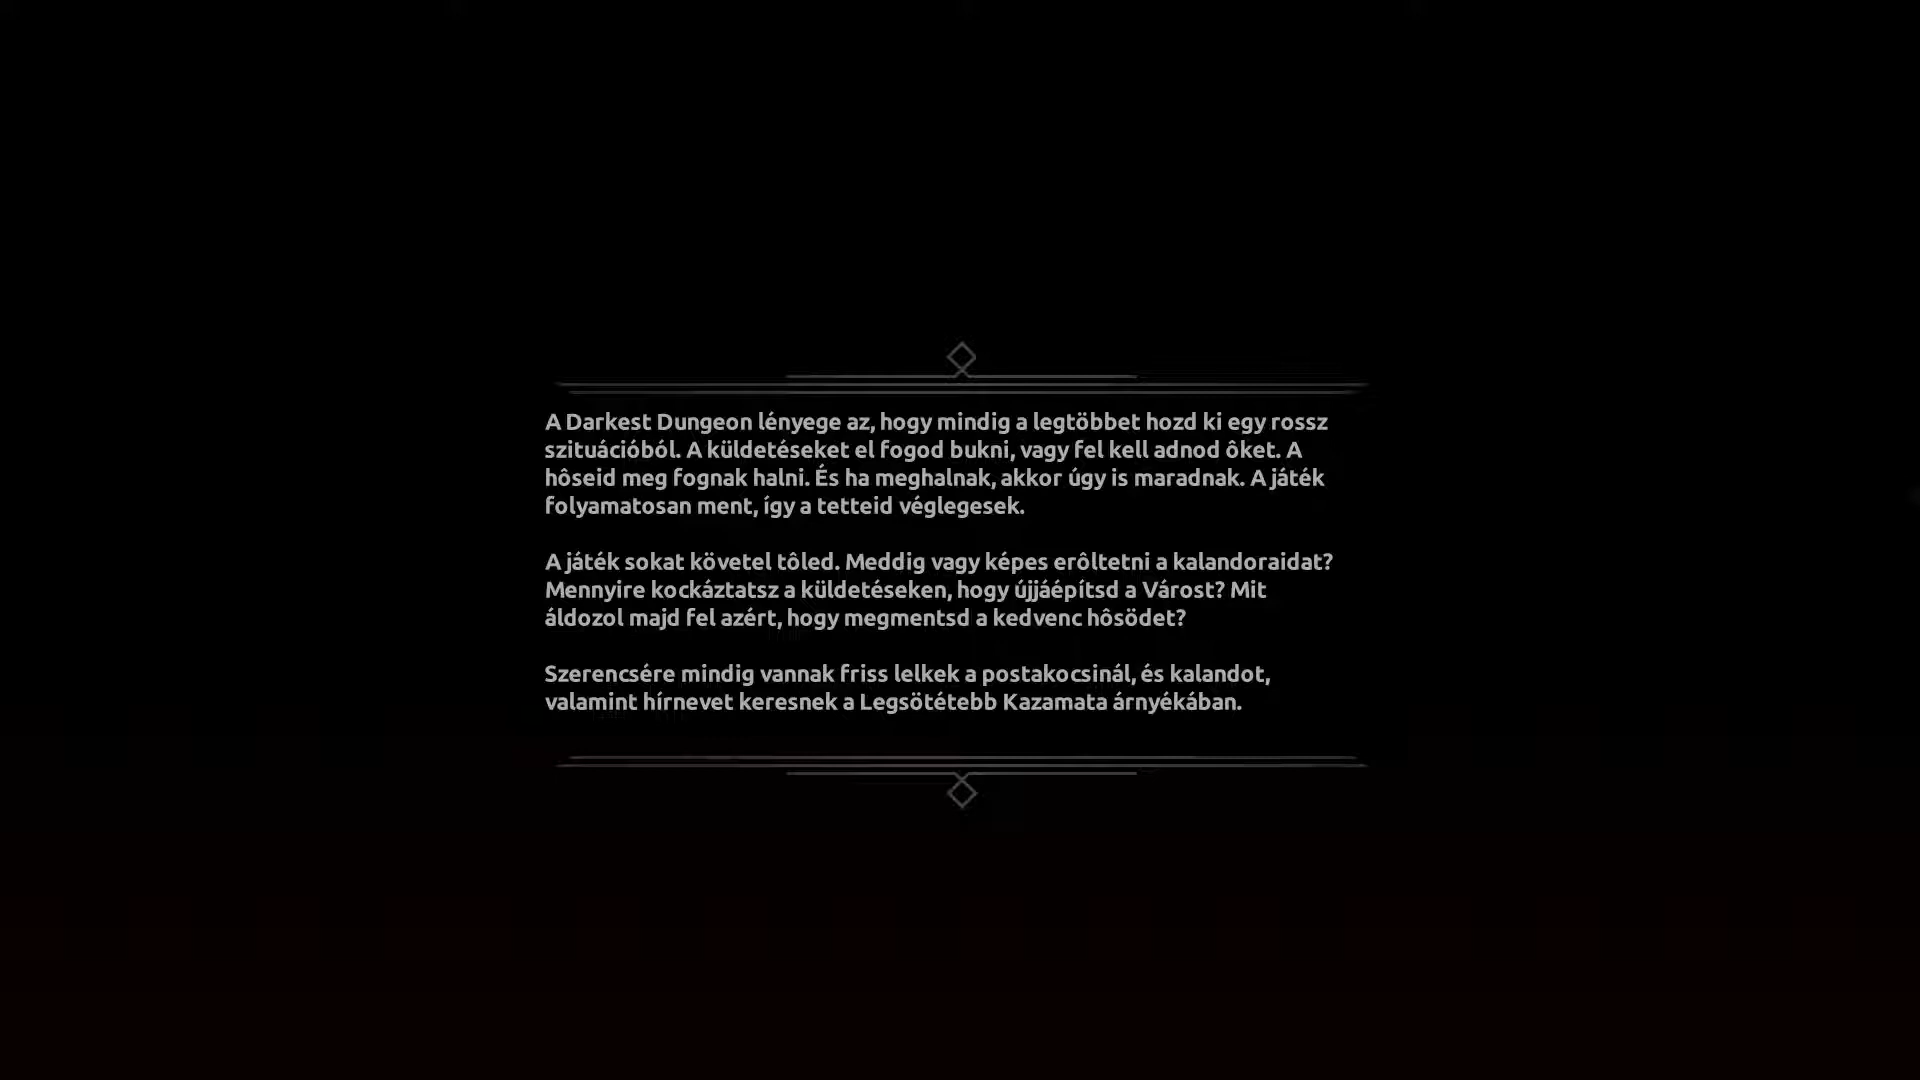 A Darkest Dungeon lényege az, hogy mindig a legtöbbet hozd ki egy rossz
szituációból. A küldetéseket el fogod bukni, vagy fel kell adnod ôket. A
hôseid meg fognak halni. És ha meghalnak, akkor úgy is maradnak. A játék
folyamatosan ment, így a tetteid véglegesek.
A játék sokat követel tôled. Meddig vagy képes erôltetni a kalandoraidat?
Mennyire kockáztatsz a küldetéseken, hogy újjáépítsd a Várost? Mit
áldozol majd fel azért, hogy megmentsd a kedvenc hôsödet?
Szerencsére mindig vannak friss lelkek a postakocsinál, és kalandot,
valamint hírnevet keresnek a Legsötétebb Kazamata árnyékában.